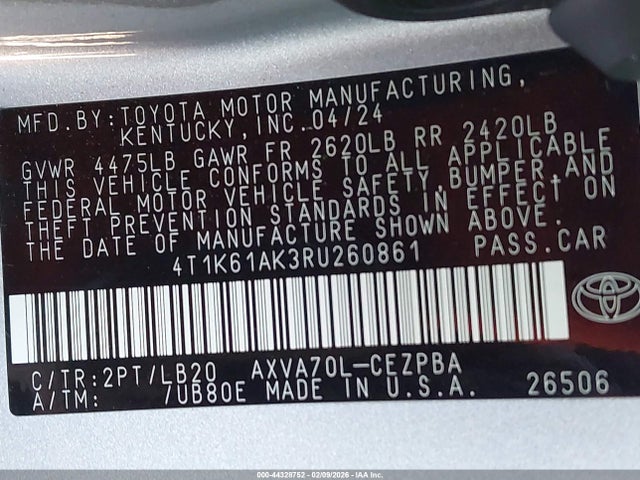 MFD. BY: TOYOTA MOTOR MANUFACTURING,
KENTUCKY, INC. 04/24
GVWR 4475LB GAWR FR 2620LB RR 2420LB
THIS VEHICLE CONFORMS TO ALL APPLICABLE
FEDERAL MOTOR VEHICLE SAFETY, BUMPER, AND
THEFT PREVENTION STANDARDS IN EFFECT ON
THE DATE OF MANUFACTURE SHOWN ABOVE.
4T1K61AK3RU260861 PASS. CAR
C/TR: 2PT/LB20 AXVA70L-CEZPBA
A/TM: 7UB80E MADE IN U.S.A. 26506
000-44328752 - 02/09/2026 - IAA Inc.